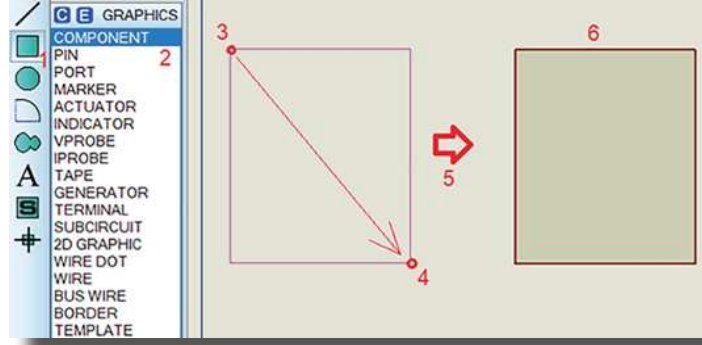 C E GRAPHICS
COMPONENT
PIN
PORT
MARKER
ACTUATOR
INDICATOR
VPROBE
IPROBE
TAPE
GENERATOR
TERMINAL
SUBCIRCUIT
2D GRAPHIC
WIRE DOT
WIRE
BUS WIRE
BORDER
TEMPLATE
1
2
A
S
3
4
5
6